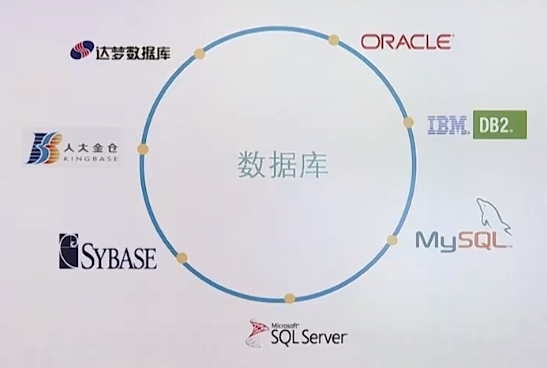 达梦数据库
ORACLE
人大金仓
KINGBASE
IBM DB2
数据库
SYBASE
MySQL
Microsoft
SQL Server